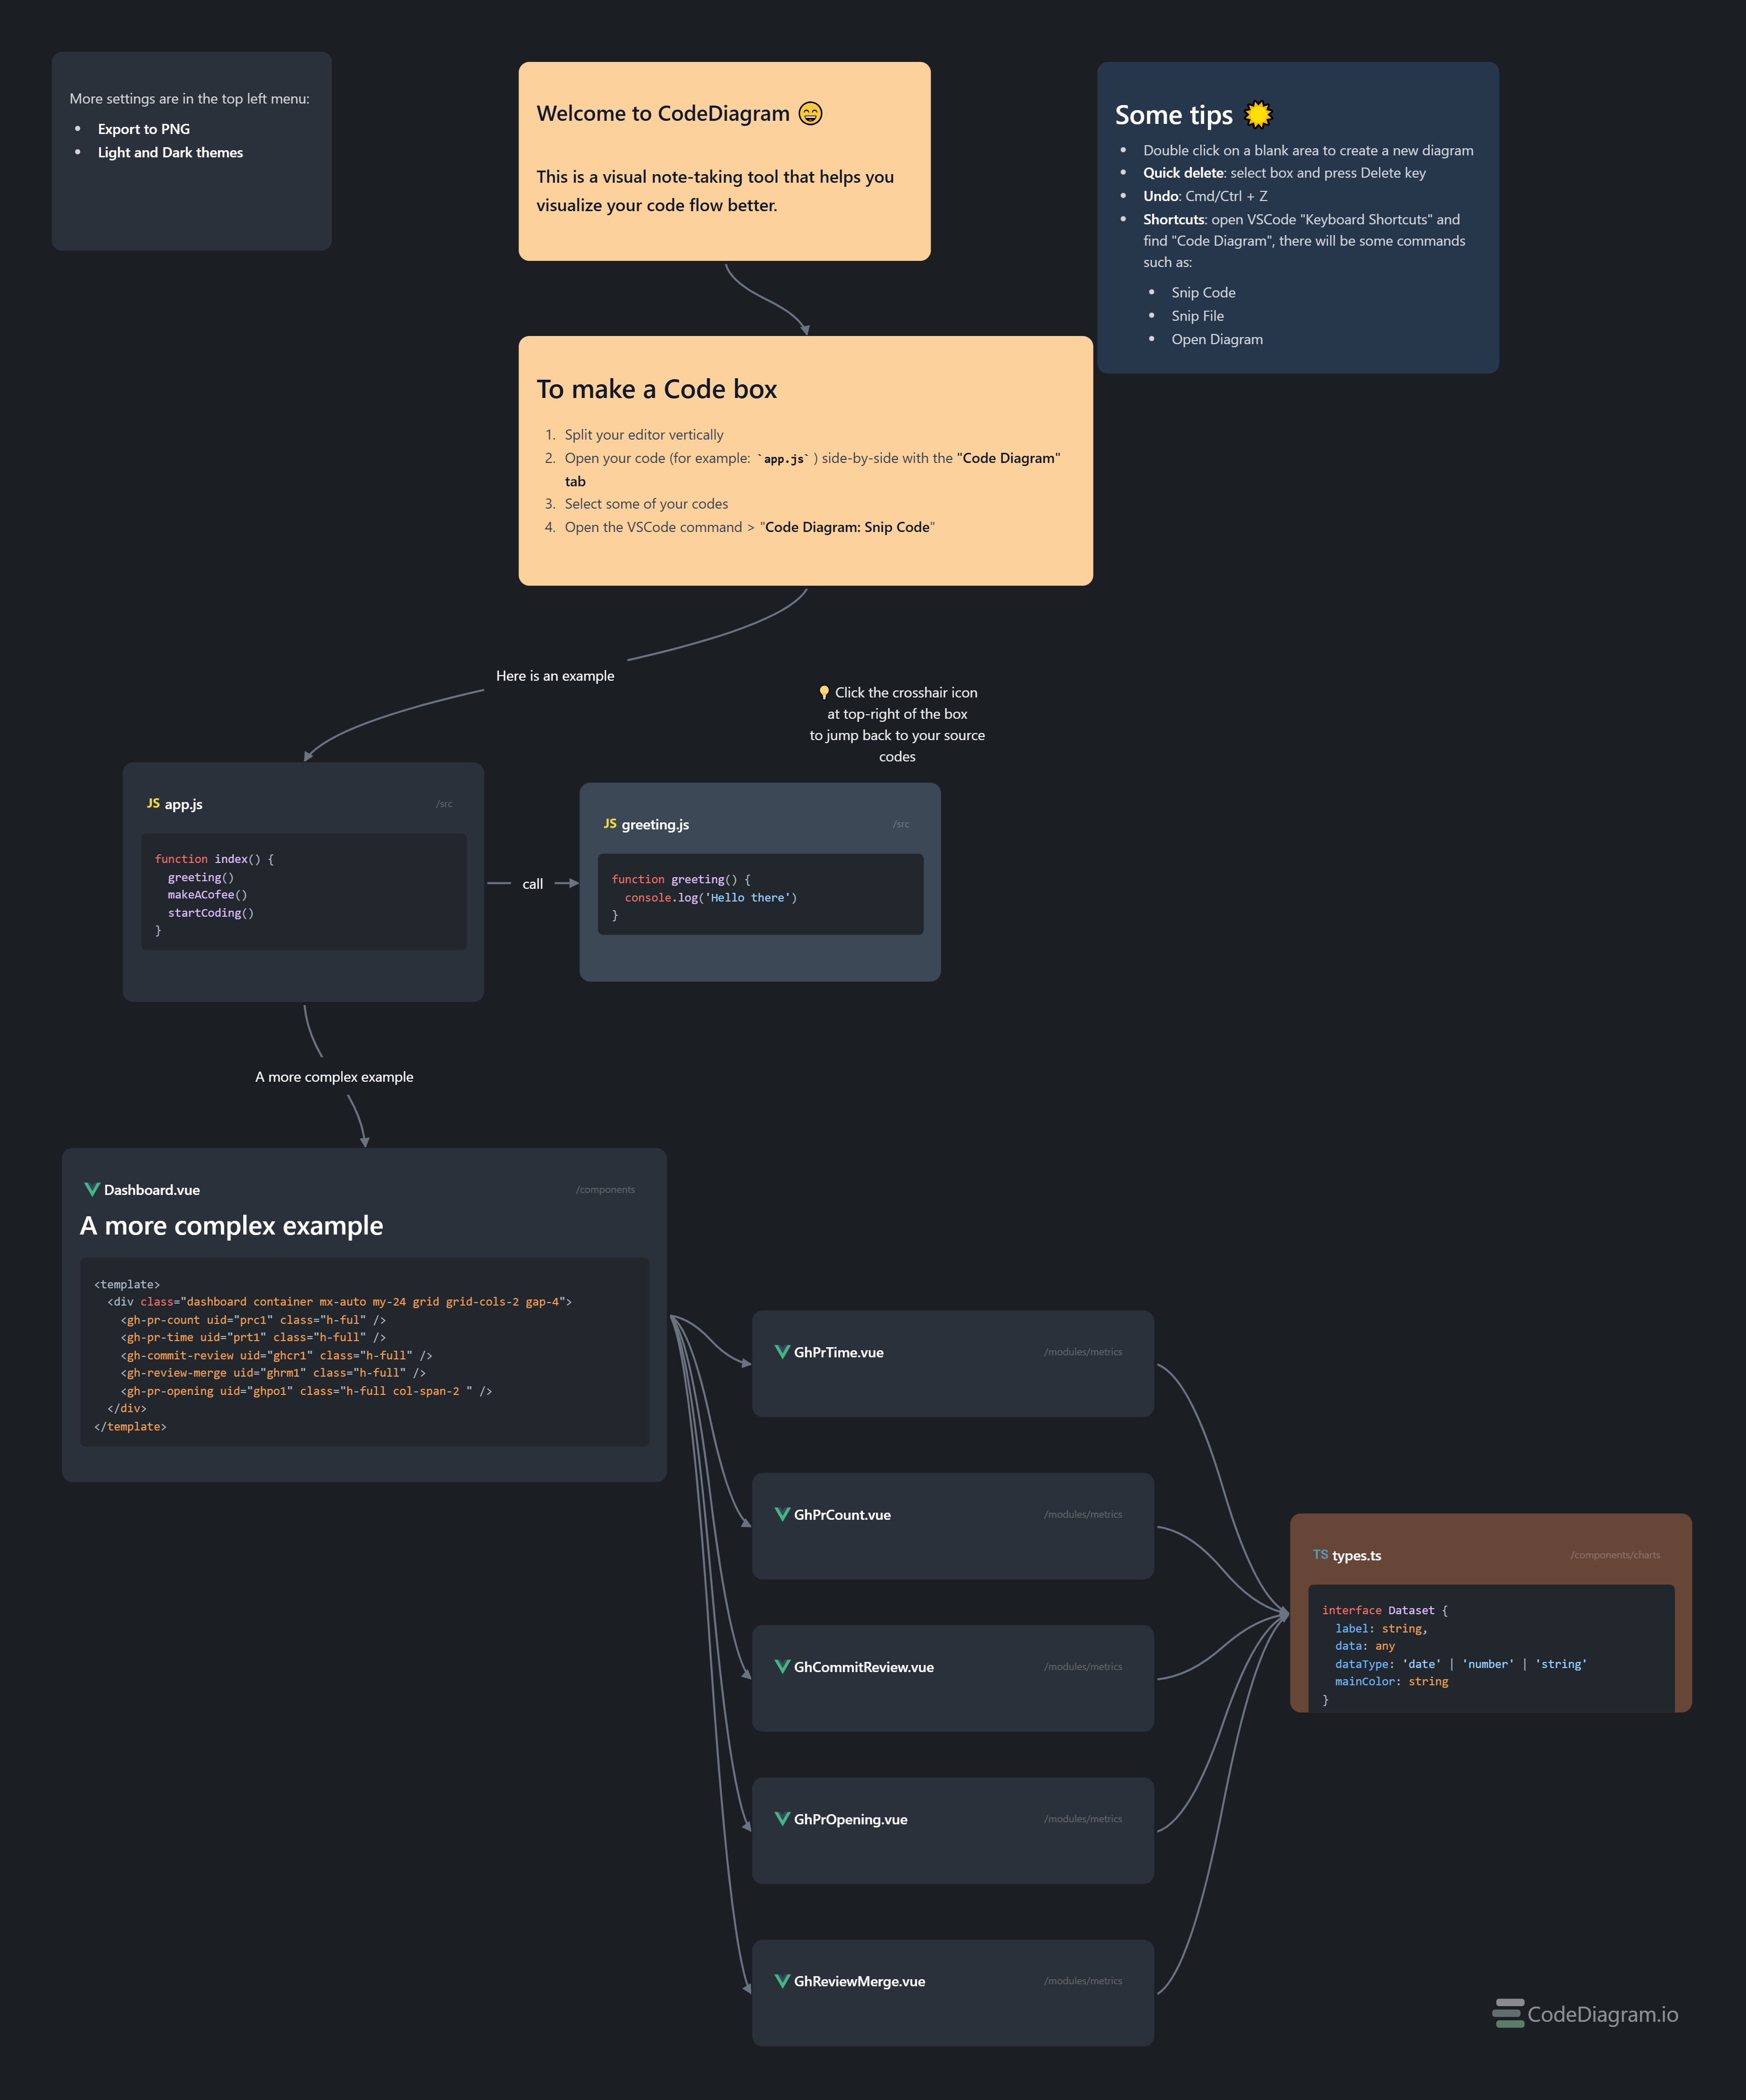 More settings are in the top left menu:
• Export to PNG
• Light and Dark themes
Welcome to CodeDiagram 😄
This is a visual note-taking tool that helps you
visualize your code flow better.
Some tips 🌟
• Double click on a blank area to create a new diagram
• Quick delete: select box and press Delete key
• Undo: Cmd/Ctrl + Z
• Shortcuts: open VSCode "Keyboard Shortcuts" and
find "Code Diagram", there will be some commands
such as:
• Snip Code
• Snip File
• Open Diagram
To make a Code box
1. Split your editor vertically
2. Open your code (for example: `app.js` ) side-by-side with the "Code Diagram"
tab
3. Select some of your codes
4. Open the VSCode command > "Code Diagram: Snip Code"
Here is an example
💡 Click the crosshair icon
at top-right of the box
to jump back to your source
codes
JS app.js /src
function index() {
  greeting()
  makeACofee()
  startCoding()
}
call
JS greeting.js /src
function greeting() {
  console.log('Hello there')
}
A more complex example
Dashboard.vue /components
A more complex example
<template>
  <div class="dashboard container mx-auto my-24 grid grid-cols-2 gap-4">
    <gh-pr-count uid="prc1" class="h-ful" />
    <gh-pr-time uid="prt1" class="h-full" />
    <gh-commit-review uid="ghcr1" class="h-full" />
    <gh-review-merge uid="ghrm1" class="h-full" />
    <gh-pr-opening uid="ghpo1" class="h-full col-span-2 " />
  </div>
</template>
GhPrTime.vue /modules/metrics
GhPrCount.vue /modules/metrics
GhCommitReview.vue /modules/metrics
GhPrOpening.vue /modules/metrics
GhReviewMerge.vue /modules/metrics
TS types.ts /components/charts
interface Dataset {
  label: string,
  data: any
  dataType: 'date' | 'number' | 'string'
  mainColor: string
}
CodeDiagram.io